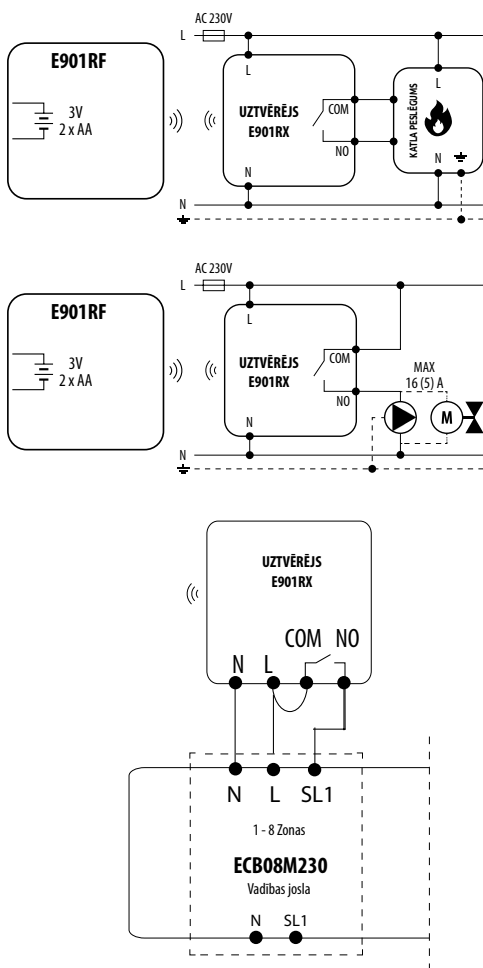 AC 230V
L
E901RF
3V
2 x AA
L
UZTVĒRĒJS
E901RX
COM
NO
N
L
KATLA PESLĒGUMS
N
N
AC 230V
L
E901RF
3V
2 x AA
L
UZTVĒRĒJS
E901RX
COM
NO
N
MAX
16 (5) A
M
N
UZTVĒRĒJS
E901RX
COM NO
N L
N L SL1
1 - 8 Zonas
ECB08M230
Vadības josla
N SL1